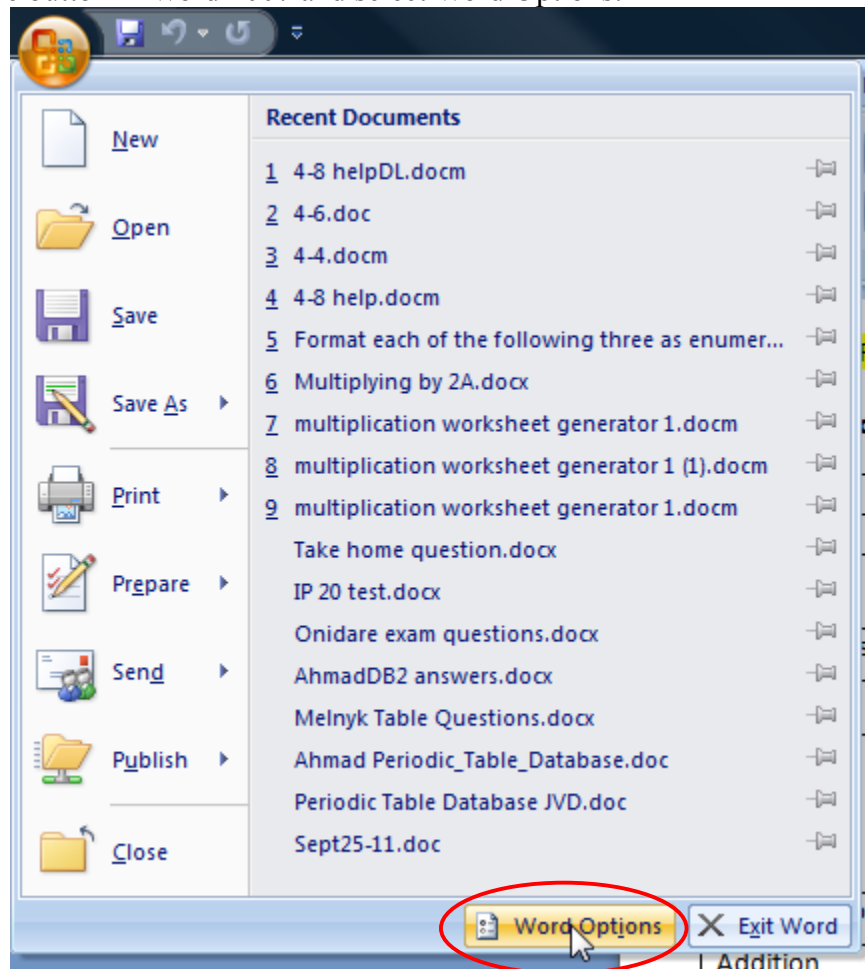 New
Open
Save
Save As
Print
Prepare
Send
Publish
Close
Recent Documents
1 4-8 helpDL.docm
2 4-6.doc
3 4-4.docm
4 4-8 help.docm
5 Format each of the following three as enumer...
6 Multiplying by 2A.docx
7 multiplication worksheet generator 1.docm
8 multiplication worksheet generator 1 (1).docm
9 multiplication worksheet generator 1.docm
Take home question.docx
IP 20 test.docx
Onidare exam questions.docx
AhmadDB2 answers.docx
Melnyk Table Questions.docx
Ahmad Periodic_Table_Database.doc
Periodic Table Database JVD.doc
Sept25-11.doc
Word Options
Exit Word
Addition